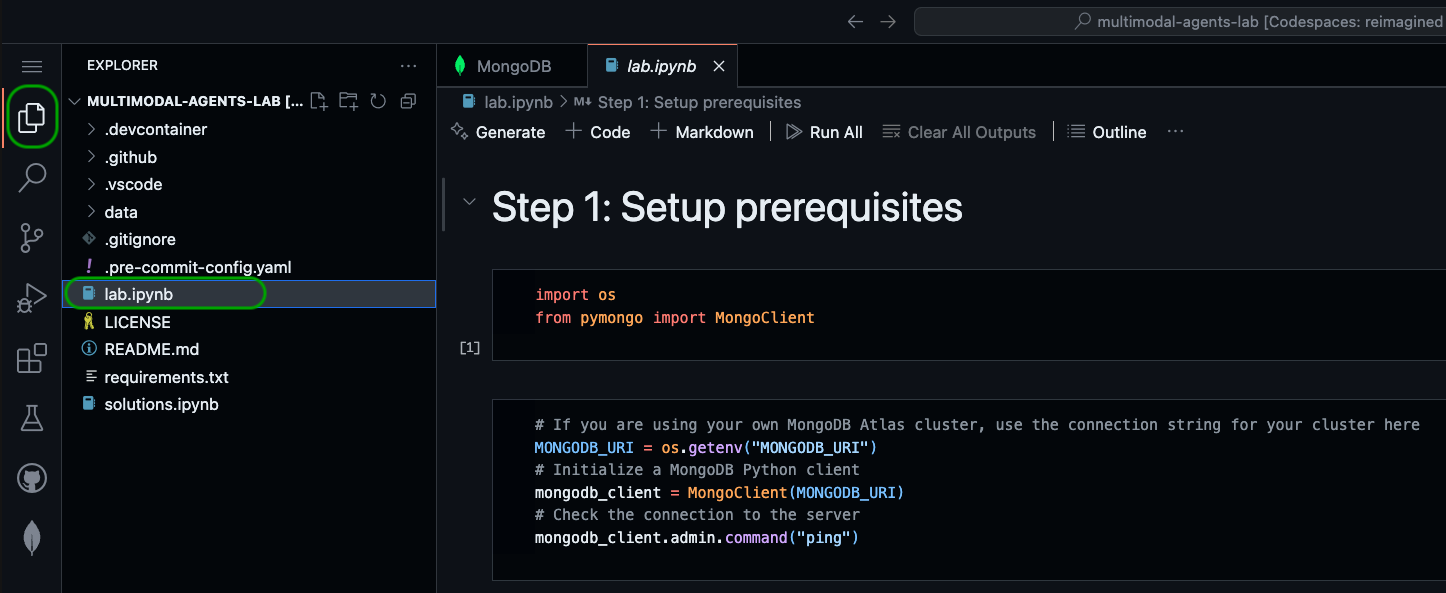 multimodal-agents-lab [Codespaces: reimagined
EXPLORER
MULTIMODAL-AGENTS-LAB [...
.devcontainer
.github
.vscode
data
.gitignore
.pre-commit-config.yaml
lab.ipynb
LICENSE
README.md
requirements.txt
solutions.ipynb
MongoDB
lab.ipynb
lab.ipynb > M↓ Step 1: Setup prerequisites
Generate + Code + Markdown | Run All Clear All Outputs | Outline ...
Step 1: Setup prerequisites
import os
from pymongo import MongoClient
[1]
# If you are using your own MongoDB Atlas cluster, use the connection string for your cluster here
MONGODB_URI = os.getenv("MONGODB_URI")
# Initialize a MongoDB Python client
mongodb_client = MongoClient(MONGODB_URI)
# Check the connection to the server
mongodb_client.admin.command("ping")